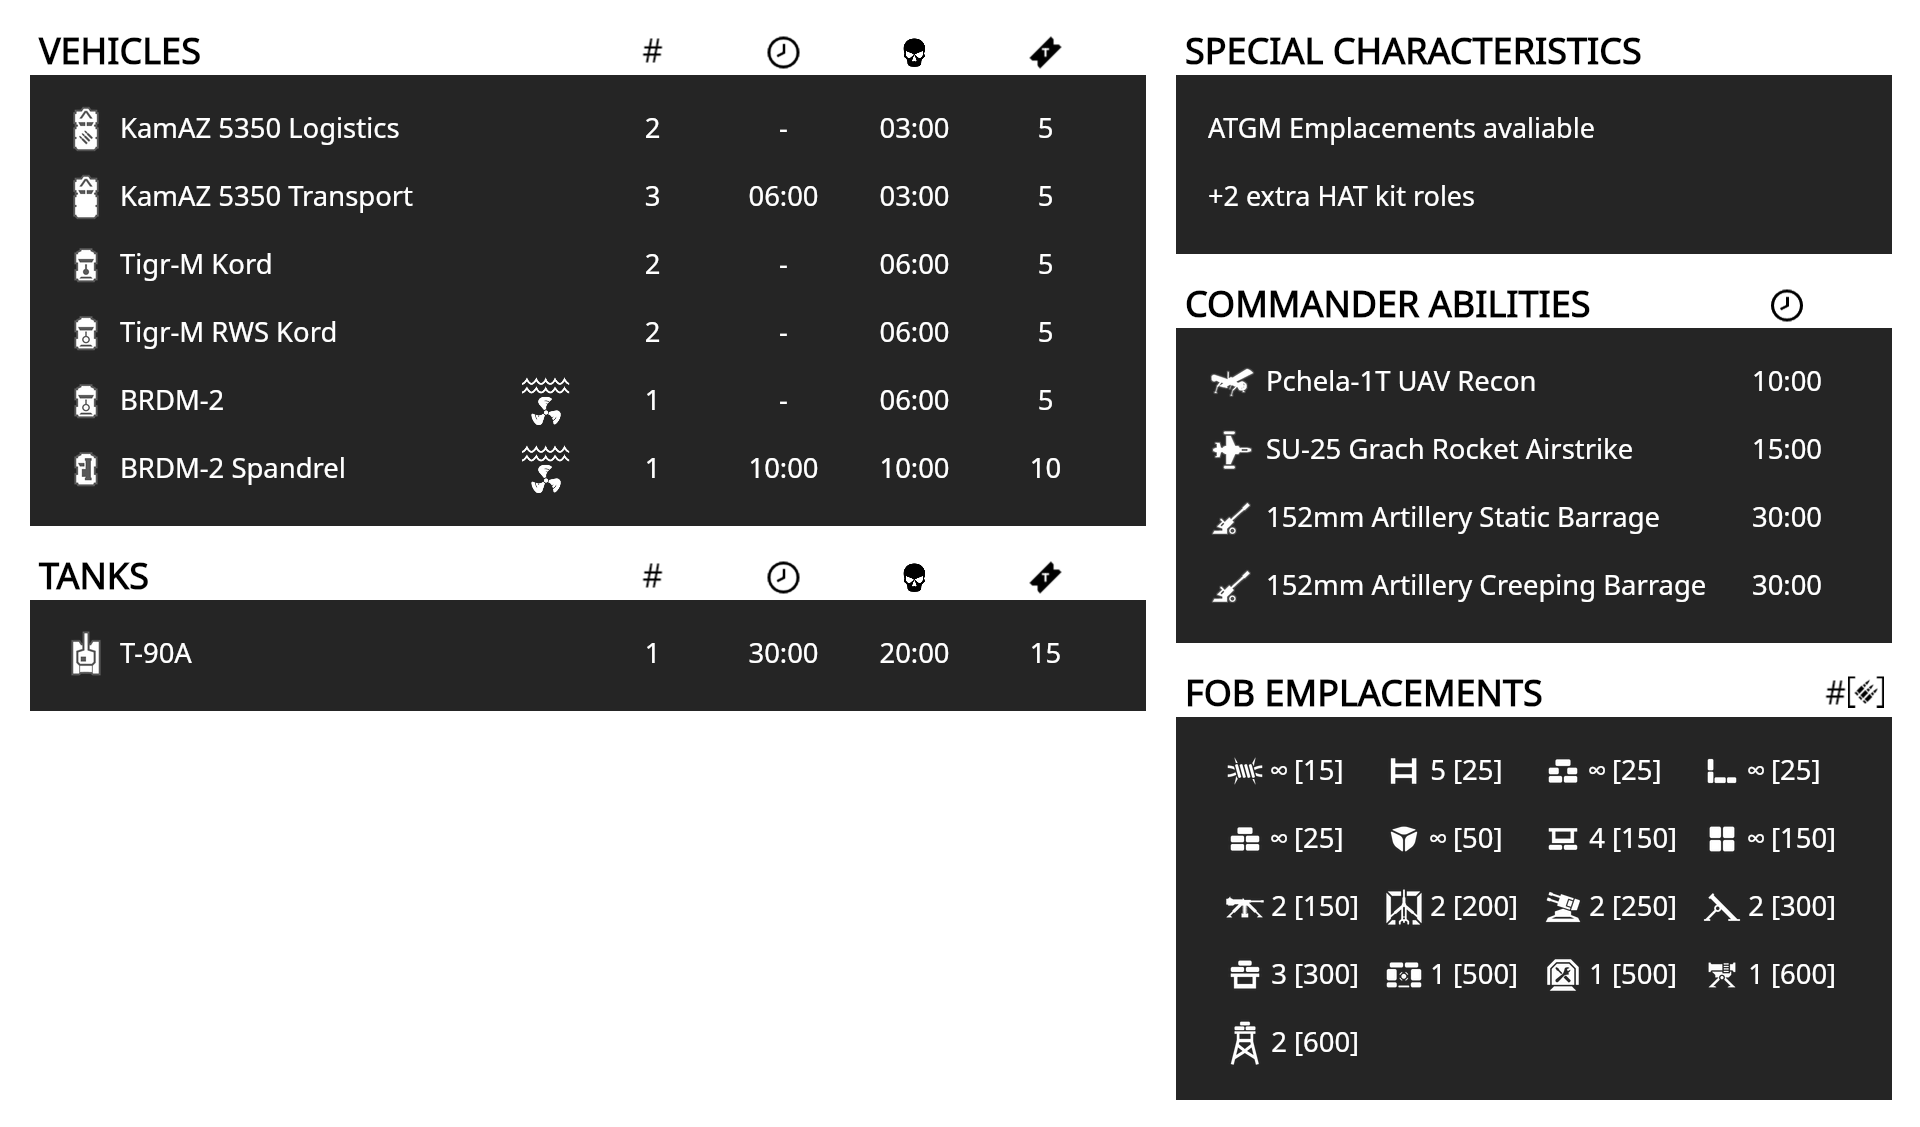 VEHICLES #
KamAZ 5350 Logistics 2 - 03:00 5
KamAZ 5350 Transport 3 06:00 03:00 5
Tigr-M Kord 2 - 06:00 5
Tigr-M RWS Kord 2 - 06:00 5
BRDM-2 1 - 06:00 5
BRDM-2 Spandrel 1 10:00 10:00 10
TANKS #
T-90A 1 30:00 20:00 15
SPECIAL CHARACTERISTICS
ATGM Emplacements avaliable
+2 extra HAT kit roles
COMMANDER ABILITIES
Pchela-1T UAV Recon 10:00
SU-25 Grach Rocket Airstrike 15:00
152mm Artillery Static Barrage 30:00
152mm Artillery Creeping Barrage 30:00
FOB EMPLACEMENTS #[ ]
∞ [15] 5 [25] ∞ [25] ∞ [25]
∞ [25] ∞ [50] 4 [150] ∞ [150]
2 [150] 2 [200] 2 [250] 2 [300]
3 [300] 1 [500] 1 [500] 1 [600]
2 [600]